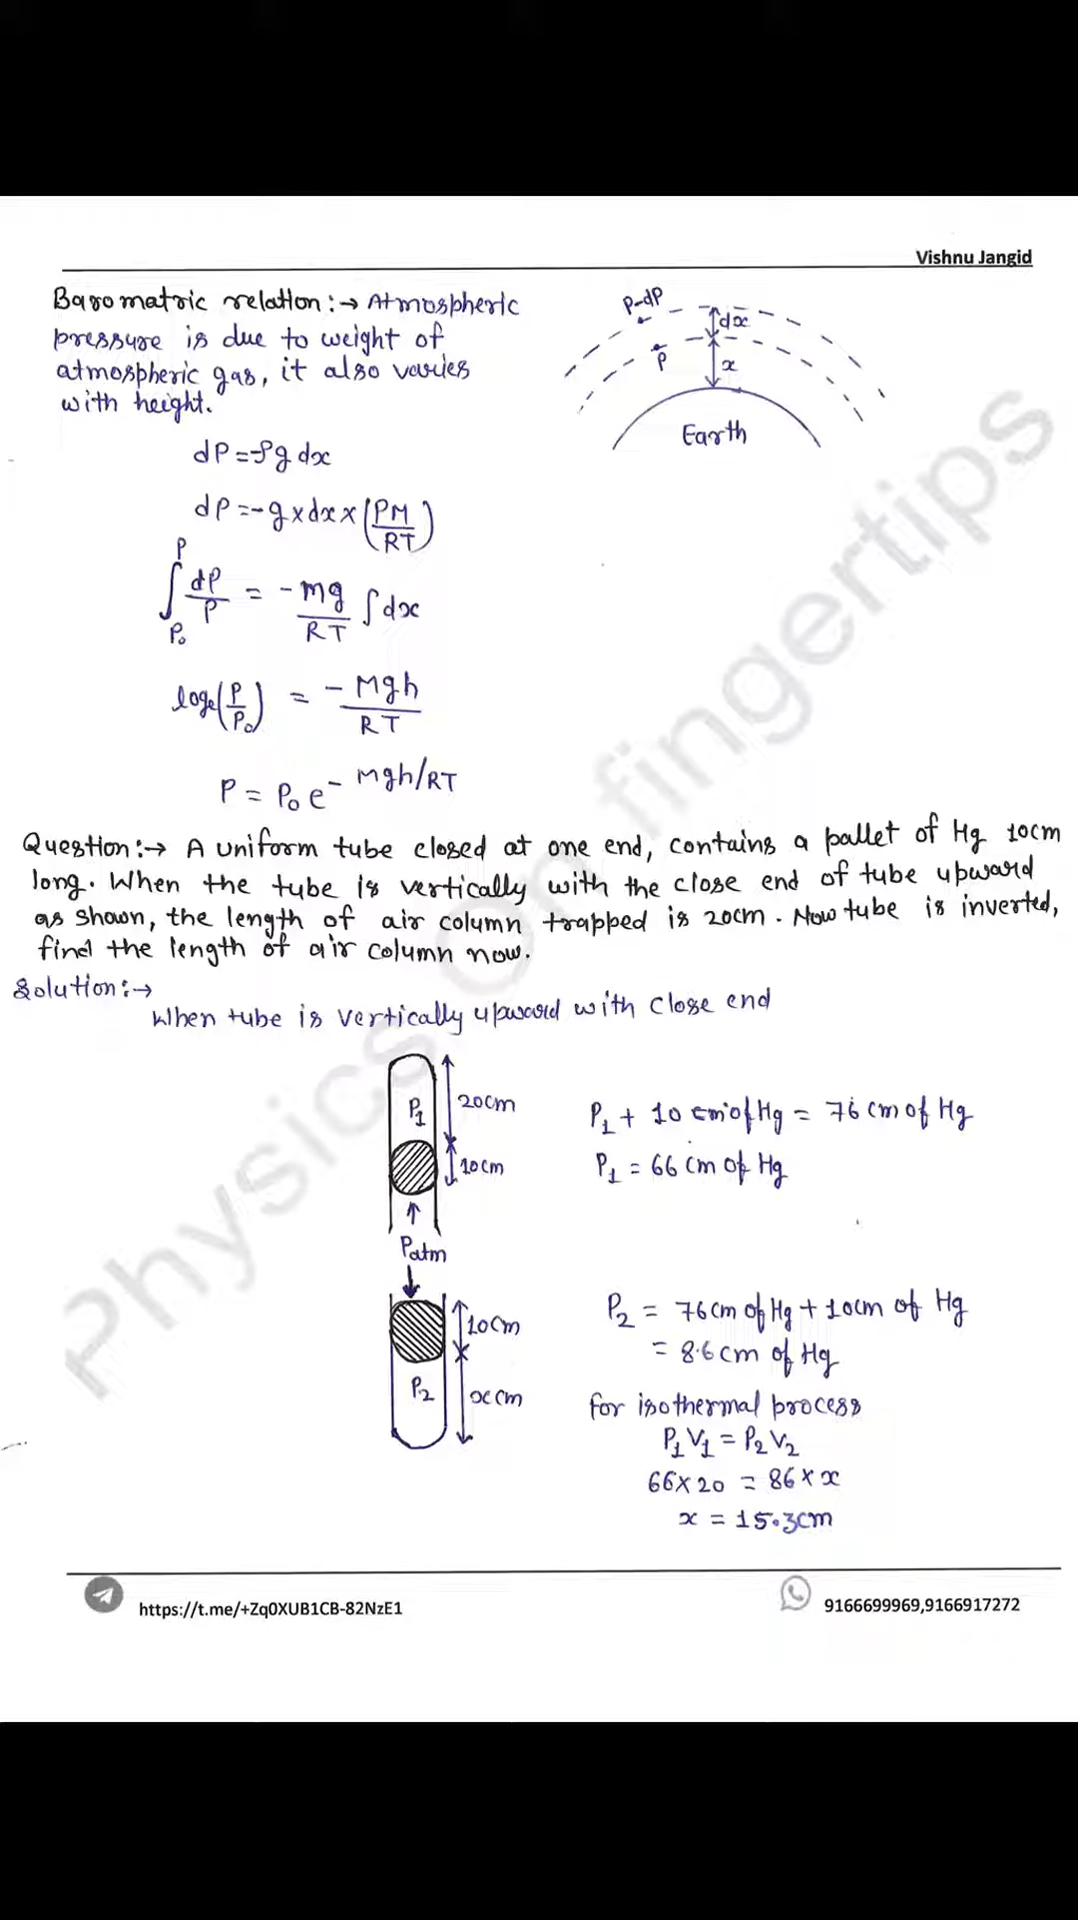 Vishnu Jangid
Barometric relation:→ Atmospheric
pressure is due to weight of
atmospheric gas, it also varies
with height.
P-dP
dx
P
x
Earth
dP=-ρg dx
dP=-g×dx×(PM/RT)
∫_{P₀}^{P} dP/P = -mg/RT ∫dx
logₑ(P/P₀) = -Mgh/RT
P = P₀ e^{-Mgh/RT}
Question:→ A uniform tube closed at one end, contains a pallet of Hg 10cm
long. When the tube is vertically with the close end of tube upward
as shown, the length of air column trapped is 20cm. Now tube is inverted,
find the length of air column now.
Solution:→
When tube is vertically upward with close end
P₁
20cm
10cm
Patm
P₁ + 10 cm of Hg = 76 cm of Hg
P₁ = 66 cm of Hg
10cm
P₂
x cm
P₂ = 76cm of Hg + 10cm of Hg
= 8.6cm of Hg
for isothermal process
P₁V₁ = P₂V₂
66×20 = 86×x
x = 15.3cm
Physics On fingertips
https://t.me/+Zq0XUB1CB-82NzE1
9166699969,9166917272